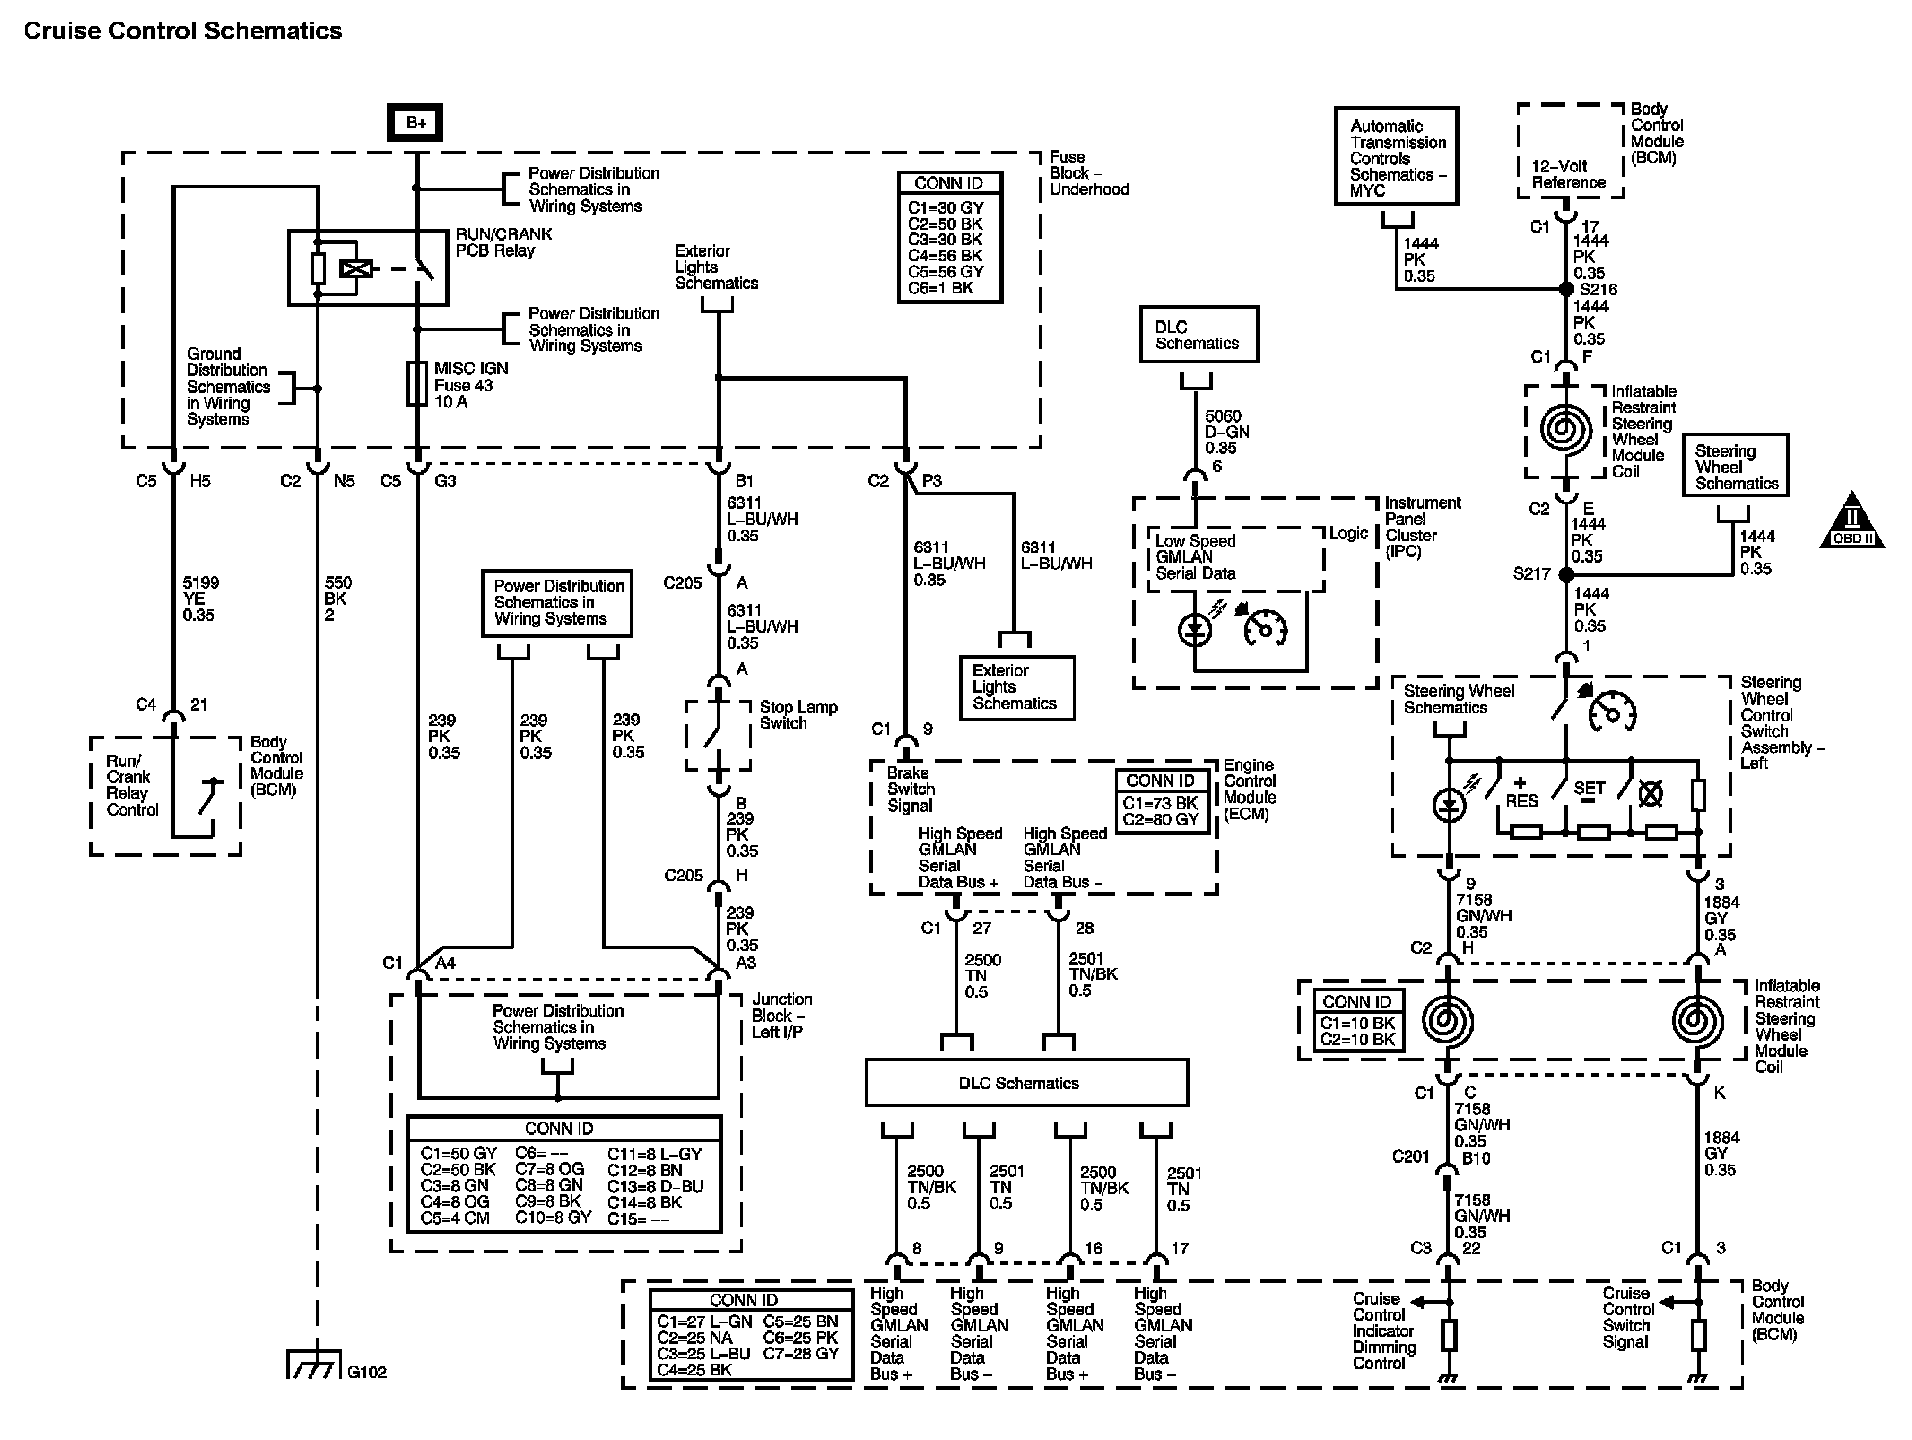 Cruise Control Schematics
B+
Fuse
Block –
Underhood
Power Distribution
Schematics in
Wiring Systems
RUN/CRANK
PCB Relay
Power Distribution
Schematics in
Wiring Systems
MISC IGN
Fuse 43
10 A
Ground
Distribution
Schematics
in Wiring
Systems
Exterior
Lights
Schematics
CONN ID
C1=30 GY
C2=50 BK
C3=30 BK
C4=56 BK
C5=56 GY
C6=1 BK
C5 H5
C2 N5
C5 G3
B1
C2 P3
5199
YE
0.35
550
BK
2
C4 21
Run/
Crank
Relay
Control
Body
Control
Module
(BCM)
G102
239
PK
0.35
Power Distribution
Schematics in
Wiring Systems
239
PK
0.35
239
PK
0.35
6311
L–BU/WH
0.35
C205 A
6311
L–BU/WH
0.35
A
Stop Lamp
Switch
B
239
PK
0.35
C205 H
239
PK
0.35
C1 A4
A3
Junction
Block –
Left I/P
Power Distribution
Schematics in
Wiring Systems
CONN ID
C1=50 GY C6= –– C11=8 L–GY
C2=50 BK C7=8 OG C12=8 BN
C3=8 GN C8=8 GN C13=8 D–BU
C4=8 OG C9=8 BK C14=8 BK
C5=4 CM C10=8 GY C15= ––
6311
L–BU/WH
0.35
6311
L–BU/WH
Exterior
Lights
Schematics
C1 9
Brake
Switch
Signal
CONN ID
C1=73 BK
C2=80 GY
Engine
Control
Module
(ECM)
High Speed
GMLAN
Serial
Data Bus +
High Speed
GMLAN
Serial
Data Bus –
C1 27
28
2500
TN
0.5
2501
TN/BK
0.5
DLC Schematics
2500
TN/BK
0.5
2501
TN
0.5
2500
TN/BK
0.5
2501
TN
0.5
8
9
16
17
CONN ID
C1=27 L–GN C5=25 BN
C2=25 NA C6=25 PK
C3=25 L–BU C7–28 GY
C4=25 BK
High
Speed
GMLAN
Serial
Data
Bus +
High
Speed
GMLAN
Serial
Data
Bus –
High
Speed
GMLAN
Serial
Data
Bus +
High
Speed
GMLAN
Serial
Data
Bus –
DLC
Schematics
5060
D–GN
0.35
6
Instrument
Panel
Cluster
(IPC)
Logic
Low Speed
GMLAN
Serial Data
Automatic
Transmission
Controls
Schematics –
MYC
1444
PK
0.35
Body
Control
Module
(BCM)
12–Volt
Reference
C1 17
1444
PK
0.35
S216
1444
PK
0.35
C1 F
Inflatable
Restraint
Steering
Wheel
Module
Coil
C2 E
1444
PK
0.35
Steering
Wheel
Schematics
1444
PK
0.35
S217
1444
PK
0.35
1
II
OBD II
Steering Wheel
Schematics
Steering
Wheel
Control
Switch
Assembly –
Left
+
RES
SET
–
9
7158
GN/WH
0.35
C2 H
3
1884
GY
0.35
A
CONN ID
C1=10 BK
C2=10 BK
Inflatable
Restraint
Steering
Wheel
Module
Coil
C1 C
K
7158
GN/WH
0.35
C201 B10
7158
GN/WH
0.35
C3 22
1884
GY
0.35
C1 3
Cruise
Control
Indicator
Dimming
Control
Cruise
Control
Switch
Signal
Body
Control
Module
(BCM)